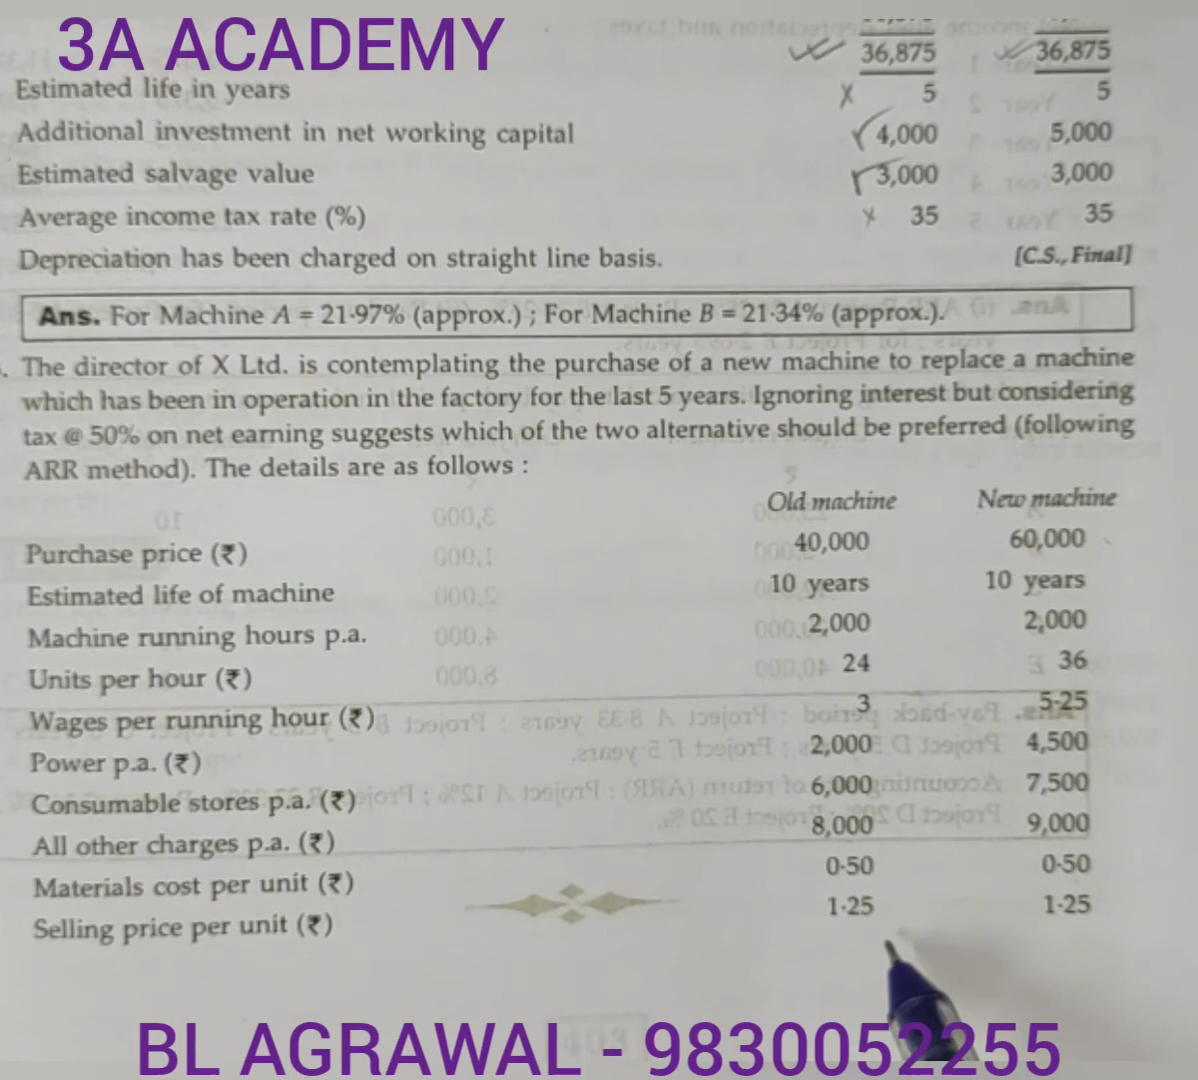 3A ACADEMY
36,875 36,875
Estimated life in years 5 5
Additional investment in net working capital 4,000 5,000
Estimated salvage value 3,000 3,000
Average income tax rate (%) 35 35
Depreciation has been charged on straight line basis. [C.S., Final]
Ans. For Machine A = 21·97% (approx.) ; For Machine B = 21·34% (approx.).
The director of X Ltd. is contemplating the purchase of a new machine to replace a machine
which has been in operation in the factory for the last 5 years. Ignoring interest but considering
tax @ 50% on net earning suggests which of the two alternative should be preferred (following
ARR method). The details are as follows :
Old machine New machine
Purchase price (₹) 40,000 60,000
Estimated life of machine 10 years 10 years
Machine running hours p.a. 2,000 2,000
Units per hour (₹) 24 36
Wages per running hour (₹) 3 5·25
Power p.a. (₹) 2,000 4,500
Consumable stores p.a. (₹) 6,000 7,500
All other charges p.a. (₹) 8,000 9,000
Materials cost per unit (₹) 0·50 0·50
Selling price per unit (₹) 1·25 1·25
BL AGRAWAL - 9830052255